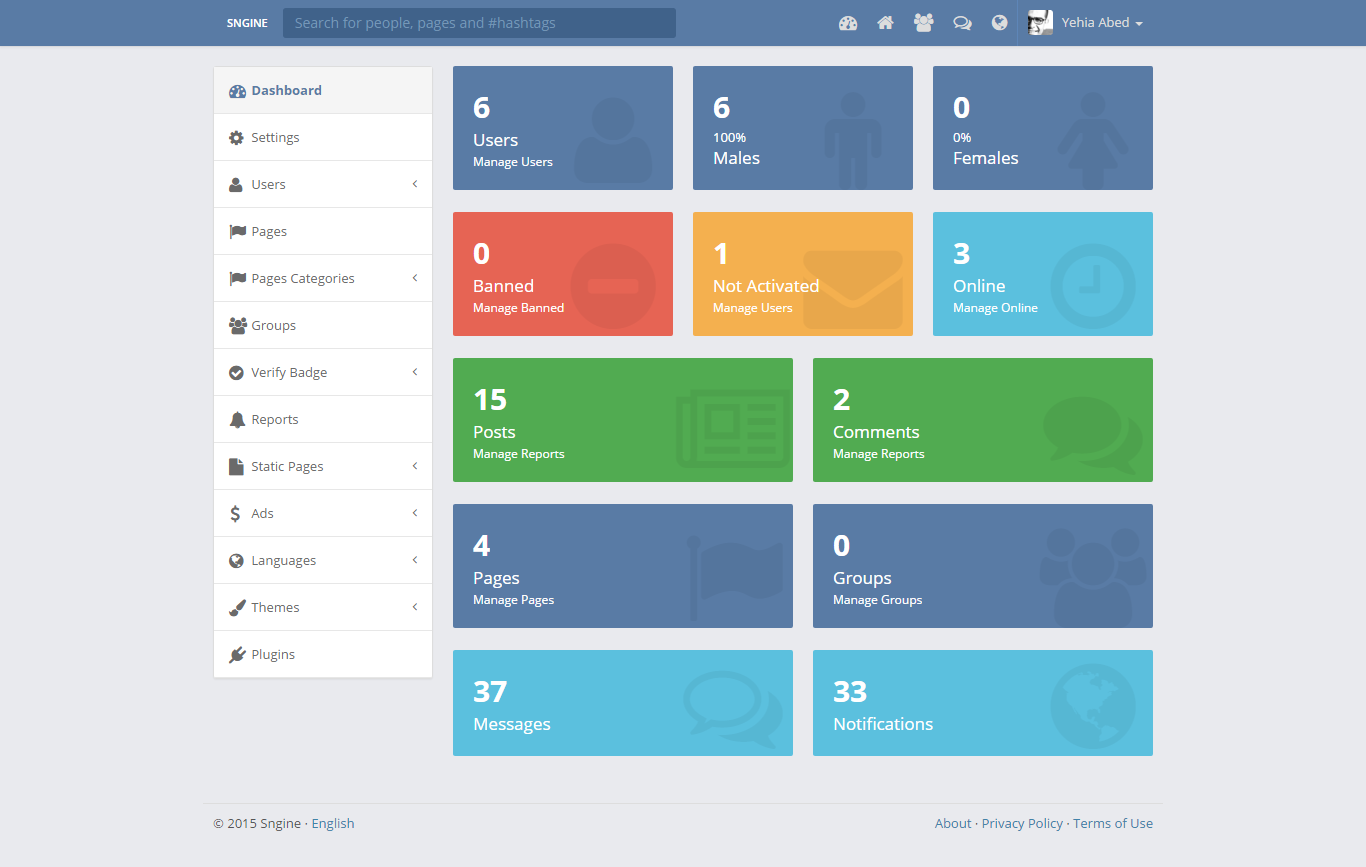 SNGINE
Search for people, pages and #hashtags
Yehia Abed
Dashboard
Settings
Users
Pages
Pages Categories
Groups
Verify Badge
Reports
Static Pages
Ads
Languages
Themes
Plugins
6
Users
Manage Users
6
100%
Males
0
0%
Females
0
Banned
Manage Banned
1
Not Activated
Manage Users
3
Online
Manage Online
15
Posts
Manage Reports
2
Comments
Manage Reports
4
Pages
Manage Pages
0
Groups
Manage Groups
37
Messages
33
Notifications
© 2015 Sngine · English
About · Privacy Policy · Terms of Use